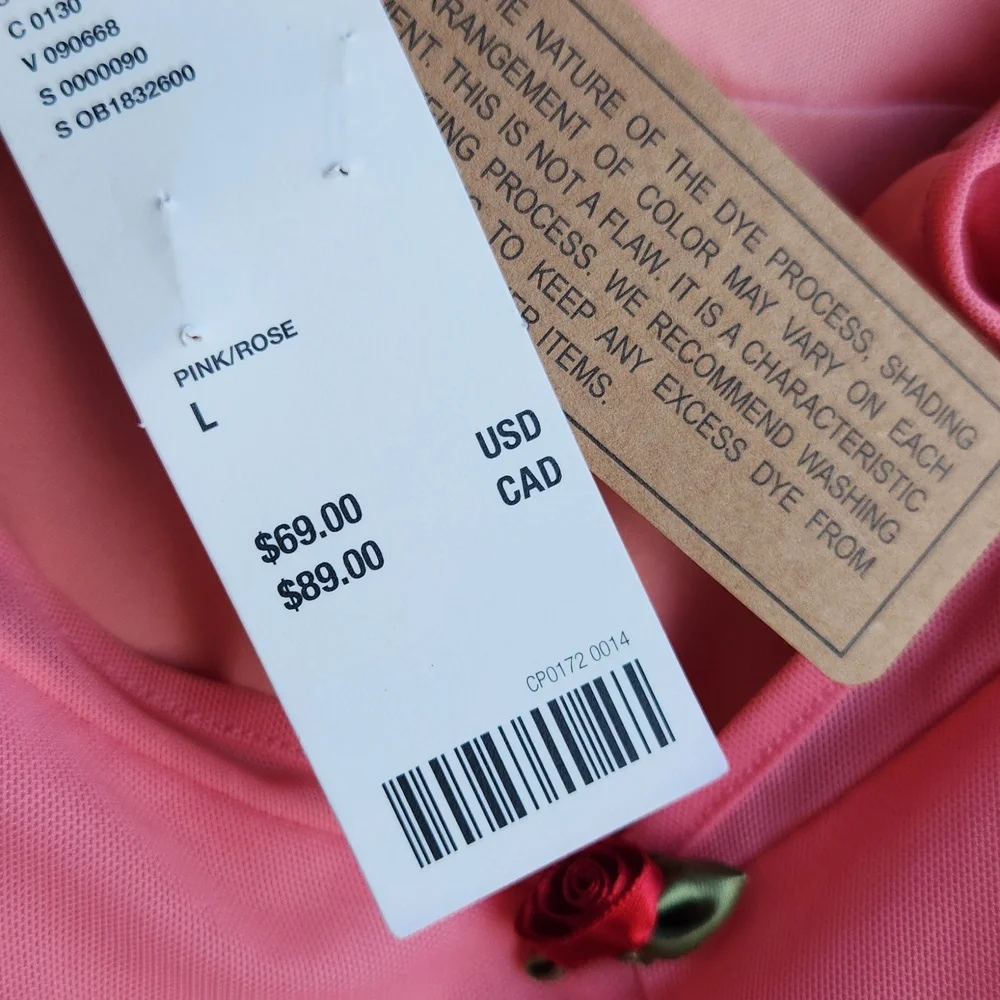 C 0130
V 090668
S 0000090
S OB1832600
PINK/ROSE
L
$69.00 USD
$89.00 CAD
CP0172 0014
NATURE OF THE DYE PROCESS, SHADING
OF COLOR MAY VARY ON EACH
THIS IS NOT A FLAW. IT IS A CHARACTERISTIC
PROCESS. WE RECOMMEND WASHING
TO KEEP ANY EXCESS DYE FROM
ITEMS.